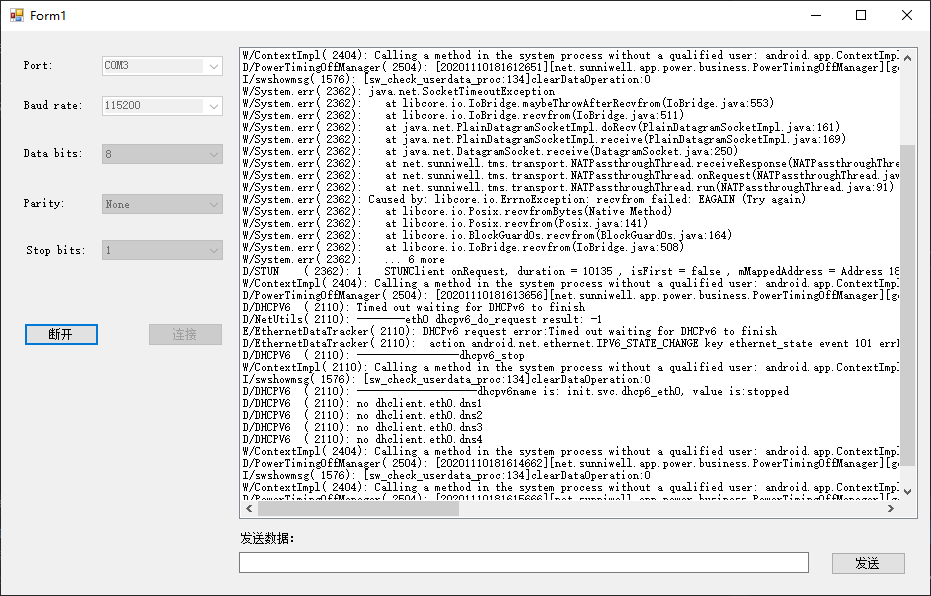 Form1
Port:
COM3
Baud rate:
115200
Data bits:
8
Parity:
None
Stop bits:
1
断开
连接
W/ContextImpl( 2404): Calling a method in the system process without a qualified user: android.app.ContextImpl
D/PowerTimingOffManager( 2504): [20201110181612651][net.sunniwell.app.power.business.PowerTimingOffManager][ge
I/swshowmsg( 1576): [sw_check_userdata_proc:134]clearDataOperation:0
W/System.err( 2362): java.net.SocketTimeoutException
W/System.err( 2362):    at libcore.io.IoBridge.maybeThrowAfterRecvfrom(IoBridge.java:553)
W/System.err( 2362):    at libcore.io.IoBridge.recvfrom(IoBridge.java:511)
W/System.err( 2362):    at java.net.PlainDatagramSocketImpl.doRecv(PlainDatagramSocketImpl.java:161)
W/System.err( 2362):    at java.net.PlainDatagramSocketImpl.receive(PlainDatagramSocketImpl.java:169)
W/System.err( 2362):    at java.net.DatagramSocket.receive(DatagramSocket.java:250)
W/System.err( 2362):    at net.sunniwell.tms.transport.NATPassthroughThread.receiveResponse(NATPassthroughThre
W/System.err( 2362):    at net.sunniwell.tms.transport.NATPassthroughThread.onRequest(NATPassthroughThread.jav
W/System.err( 2362):    at net.sunniwell.tms.transport.NATPassthroughThread.run(NATPassthroughThread.java:91)
W/System.err( 2362): Caused by: libcore.io.ErrnoException: recvfrom failed: EAGAIN (Try again)
W/System.err( 2362):    at libcore.io.Posix.recvfromBytes(Native Method)
W/System.err( 2362):    at libcore.io.Posix.recvfrom(Posix.java:141)
W/System.err( 2362):    at libcore.io.BlockGuardOs.recvfrom(BlockGuardOs.java:164)
W/System.err( 2362):    at libcore.io.IoBridge.recvfrom(IoBridge.java:508)
W/System.err( 2362):    ... 6 more
D/STUN    ( 2362): 1   STUNClient onRequest, duration = 10135 , isFirst = false , mMappedAddress = Address 18
W/ContextImpl( 2404): Calling a method in the system process without a qualified user: android.app.ContextImpl
D/PowerTimingOffManager( 2504): [20201110181613656][net.sunniwell.app.power.business.PowerTimingOffManager][ge
D/DHCPV6  ( 2110): Timed out waiting for DHCPv6 to finish
D/NetUtils( 2110): ————————eth0 dhcpv6_do_request result: -1
E/EthernetDataTracker( 2110): DHCPv6 request error:Timed out waiting for DHCPv6 to finish
D/EthernetDataTracker( 2110):  action android.net.ethernet.IPV6_STATE_CHANGE key ethernet_state event 101 err
D/DHCPV6  ( 2110): —————————————————dhcpv6_stop
W/ContextImpl( 2110): Calling a method in the system process without a qualified user: android.app.ContextImpl
I/swshowmsg( 1576): [sw_check_userdata_proc:134]clearDataOperation:0
D/DHCPV6  ( 2110): ————————————————————dhcpv6name is: init.svc.dhcp6_eth0, value is:stopped
D/DHCPV6  ( 2110): no dhclient.eth0.dns1
D/DHCPV6  ( 2110): no dhclient.eth0.dns2
D/DHCPV6  ( 2110): no dhclient.eth0.dns3
D/DHCPV6  ( 2110): no dhclient.eth0.dns4
W/ContextImpl( 2404): Calling a method in the system process without a qualified user: android.app.ContextImpl
D/PowerTimingOffManager( 2504): [20201110181614662][net.sunniwell.app.power.business.PowerTimingOffManager][ge
I/swshowmsg( 1576): [sw_check_userdata_proc:134]clearDataOperation:0
W/ContextImpl( 2404): Calling a method in the system process without a qualified user: android.app.ContextImpl
D/PowerTimingOffManager( 2504): [20201110181615666][net.sunniwell.app.power.business.PowerTimingOffManager][ge
发送数据:
发送